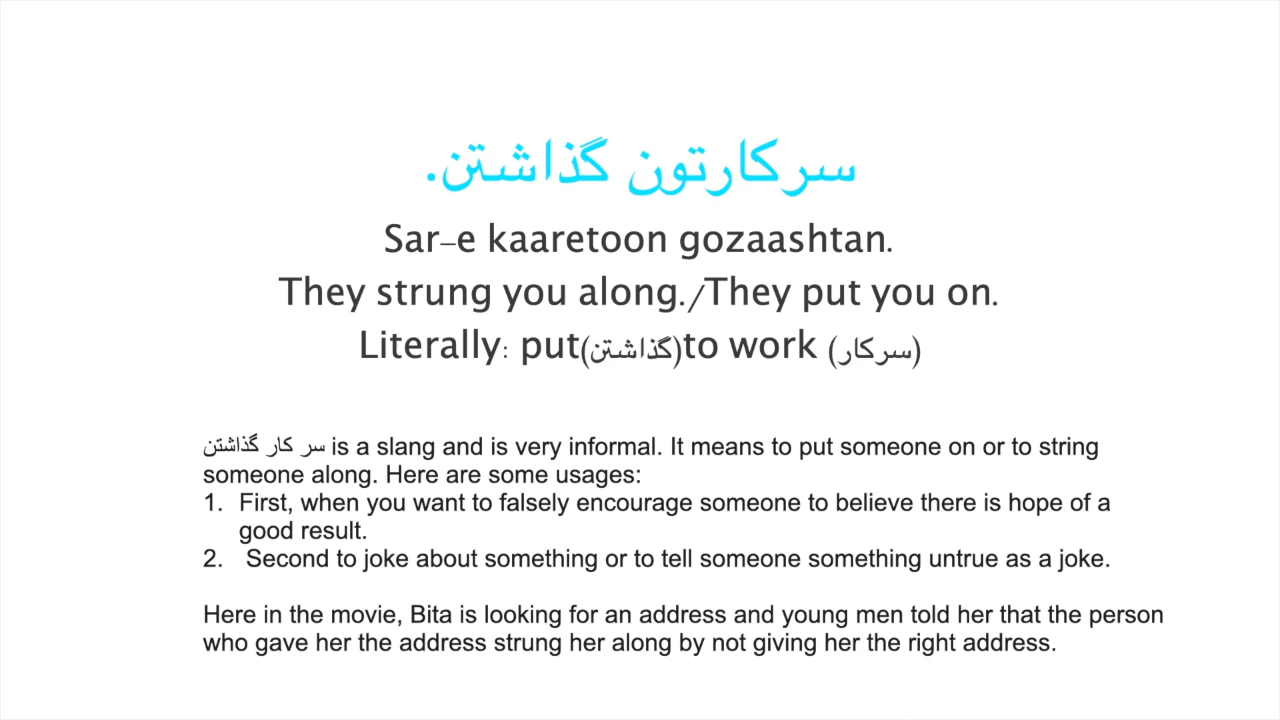 سرکارتون گذاشتن.
Sar-e kaaretoon gozaashtan.
They strung you along./They put you on.
Literally: put(گذاشتن)to work (سرکار)
سر کار گذاشتن is a slang and is very informal. It means to put someone on or to string
someone along. Here are some usages:
1. First, when you want to falsely encourage someone to believe there is hope of a
good result.
2. Second to joke about something or to tell someone something untrue as a joke.
Here in the movie, Bita is looking for an address and young men told her that the person
who gave her the address strung her along by not giving her the right address.